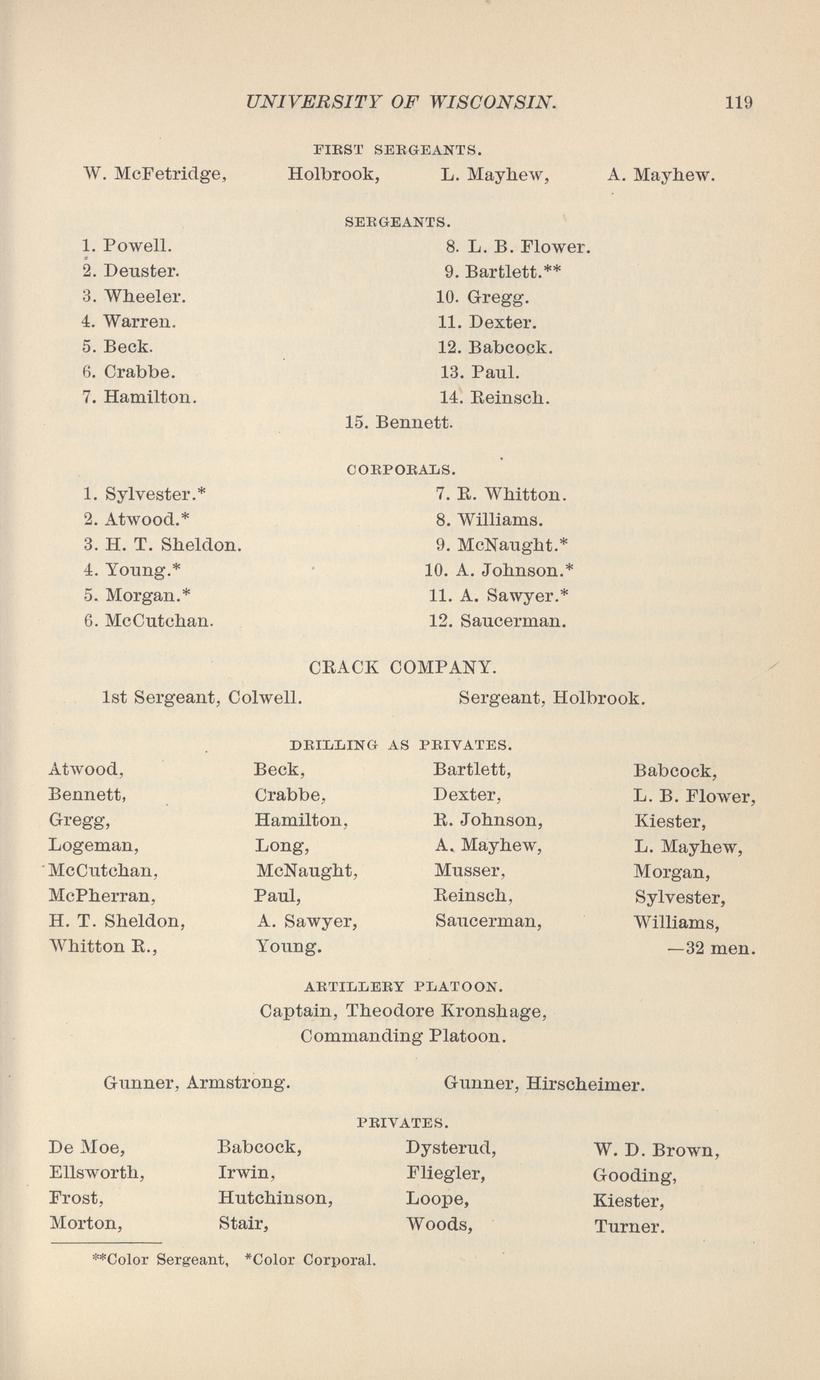 UNIVERSITY OF WISCONSIN. 119
FIRST SERGEANTS.
W. McFetridge, Holbrook, L. Mayhew, A. Mayhew.
SERGEANTS.
1. Powell. 8. L. B. Flower.
2. Deuster. 9. Bartlett.**
3. Wheeler. 10. Gregg.
4. Warren. 11. Dexter.
5. Beck. 12. Babcock.
6. Crabbe. 13. Paul.
7. Hamilton. 14. Reinsch.
15. Bennett.
CORPORALS.
1. Sylvester.* 7. R. Whitton.
2. Atwood.* 8. Williams.
3. H. T. Sheldon. 9. McNaught.*
4. Young.* 10. A. Johnson.*
5. Morgan.* 11. A. Sawyer.*
6. McCutchan. 12. Saucerman.
CRACK COMPANY.
1st Sergeant, Colwell. Sergeant, Holbrook.
DRILLING AS PRIVATES.
Atwood, Beck, Bartlett, Babcock,
Bennett, Crabbe, Dexter, L. B. Flower,
Gregg, Hamilton, R. Johnson, Kiester,
Logeman, Long, A. Mayhew, L. Mayhew,
McCutchan, McNaught, Musser, Morgan,
McPherran, Paul, Reinsch, Sylvester,
H. T. Sheldon, A. Sawyer, Saucerman, Williams,
Whitton R., Young. —32 men.
ARTILLERY PLATOON.
Captain, Theodore Kronshage,
Commanding Platoon.
Gunner, Armstrong. Gunner, Hirscheimer.
PRIVATES.
De Moe, Babcock, Dysterud, W. D. Brown,
Ellsworth, Irwin, Fliegler, Gooding,
Frost, Hutchinson, Loope, Kiester,
Morton, Stair, Woods, Turner.
**Color Sergeant, *Color Corporal.